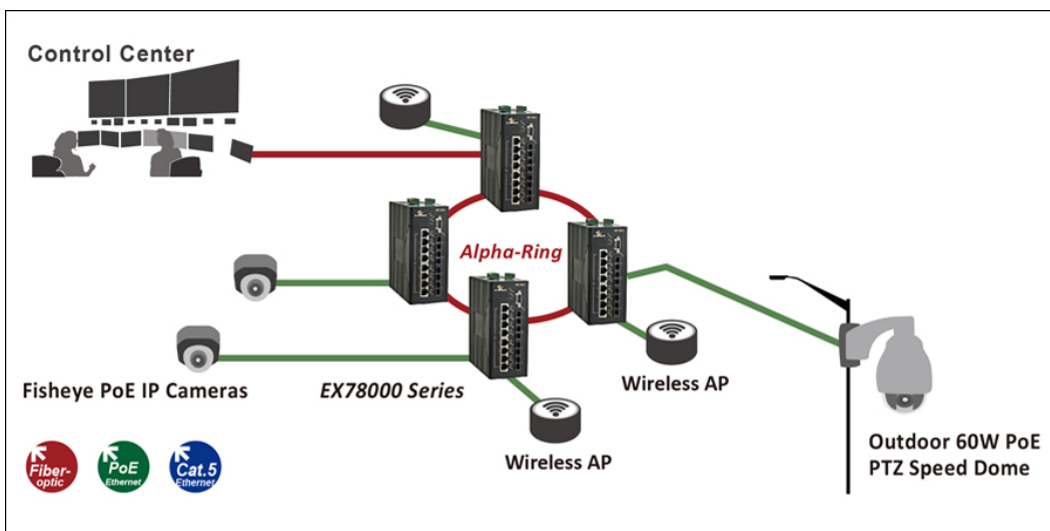 Control Center
Alpha-Ring
Fisheye PoE IP Cameras
EX78000 Series
Wireless AP
Wireless AP
Outdoor 60W PoE
PTZ Speed Dome
Fiber-
optic
PoE
Ethernet
Cat.5
Ethernet